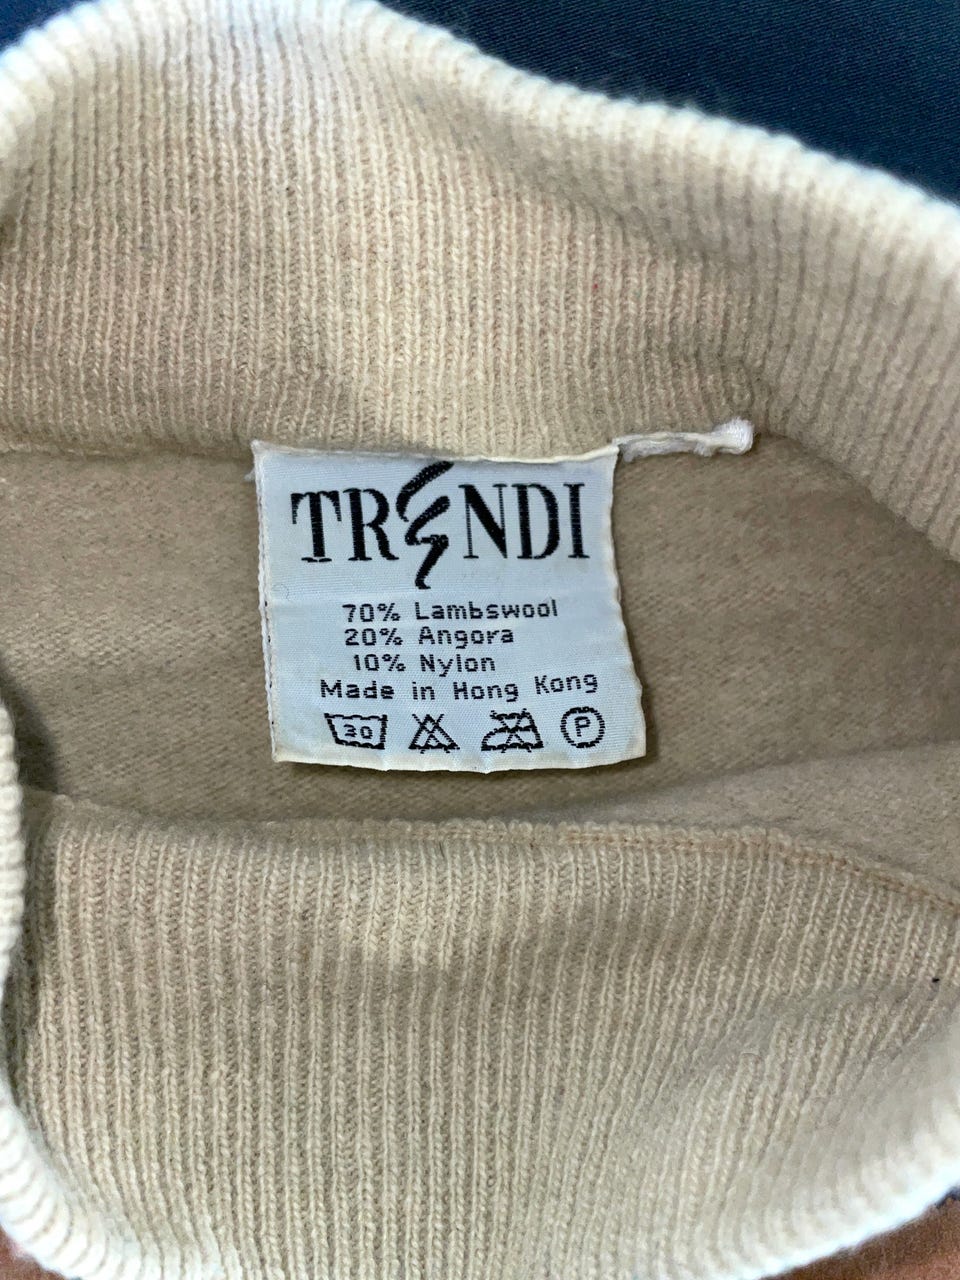 TRENDI
70% Lambswool
20% Angora
10% Nylon
Made in Hong Kong
30 P